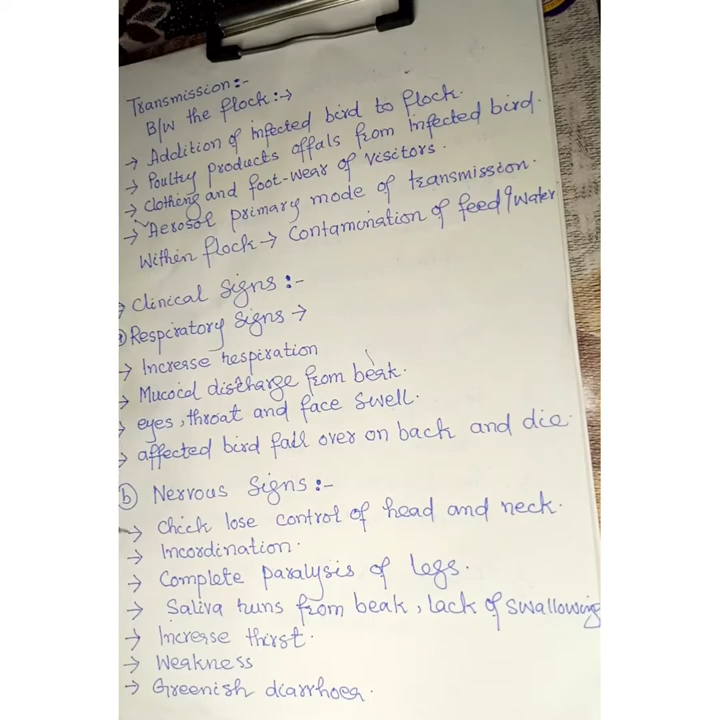 Transmission:-
B/w the flock:→
→ Addition of infected bird to flock.
→ Poultry products offals from infected bird.
→ Clothing and foot-wear of visitors.
→ Aerosol primary mode of transmission.
Within flock → Contamination of feed & water
→ Clinical Signs:-
a Respiratory Signs →
→ Increase respiration
→ Mucocal discharge from beak.
→ eyes, throat and face swell.
→ affected bird fall over on back and die.
b Nervous Signs:-
→ Chick lose control of head and neck.
→ Incordination.
→ Complete paralysis of legs.
→ Saliva runs from beak, lack of swallowing
→ Increase thirst.
→ Weakness
→ Greenish diarrhoea.